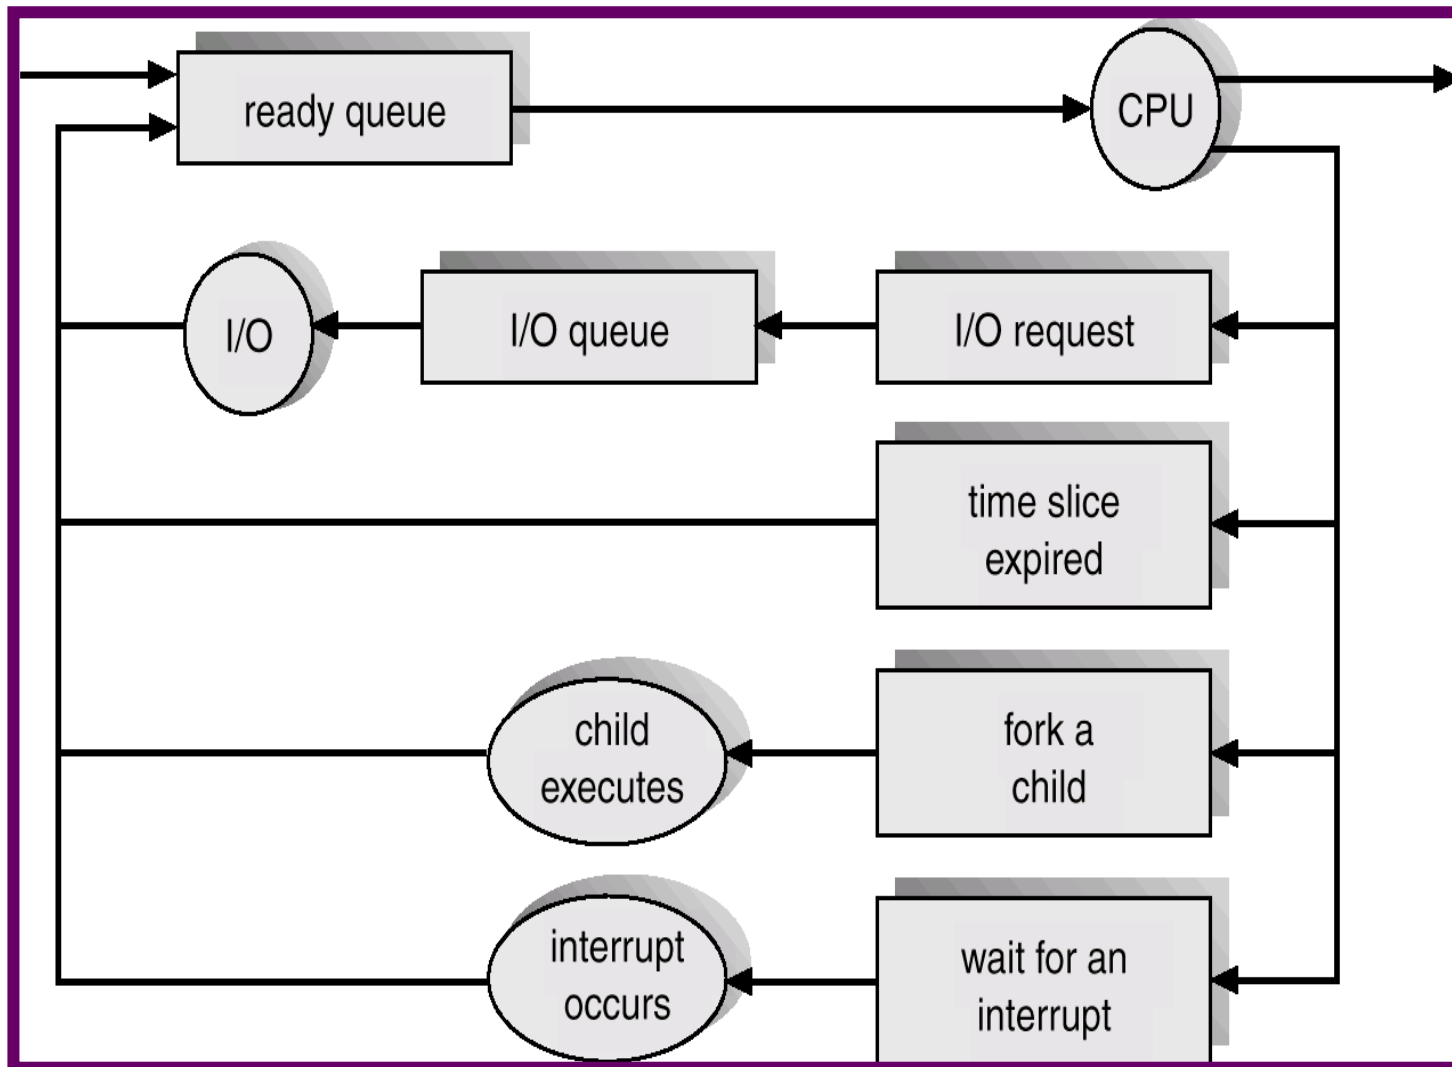 ready queue
CPU
I/O
I/O queue
I/O request
time slice
expired
child
executes
fork a
child
interrupt
occurs
wait for an
interrupt